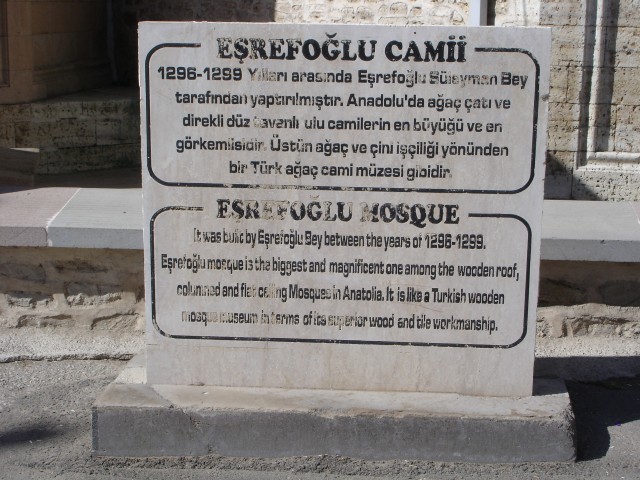 EŞREFOĞLU CAMİİ
1296-1299 Yılları arasında Eşrefoğlu Süleyman Bey
tarafından yaptırılmıştır. Anadolu'da ağaç çatı ve
direkli düz tavanlı ulu camilerin en büyüğü ve en
görkemlisidir. Üstün ağaç ve çini işçiliği yönünden
bir Türk ağaç cami müzesi gibidir.
EŞREFOĞLU MOSQUE
It was built by Eşrefoğlu Bey between the years of 1296-1299.
Eşrefoğlu mosque is the biggest and magnificent one among the wooden roof,
columned and flat ceiling Mosques in Anatolia. It is like a Turkish wooden
mosque museum in terms of its superior wood and tile workmanship.